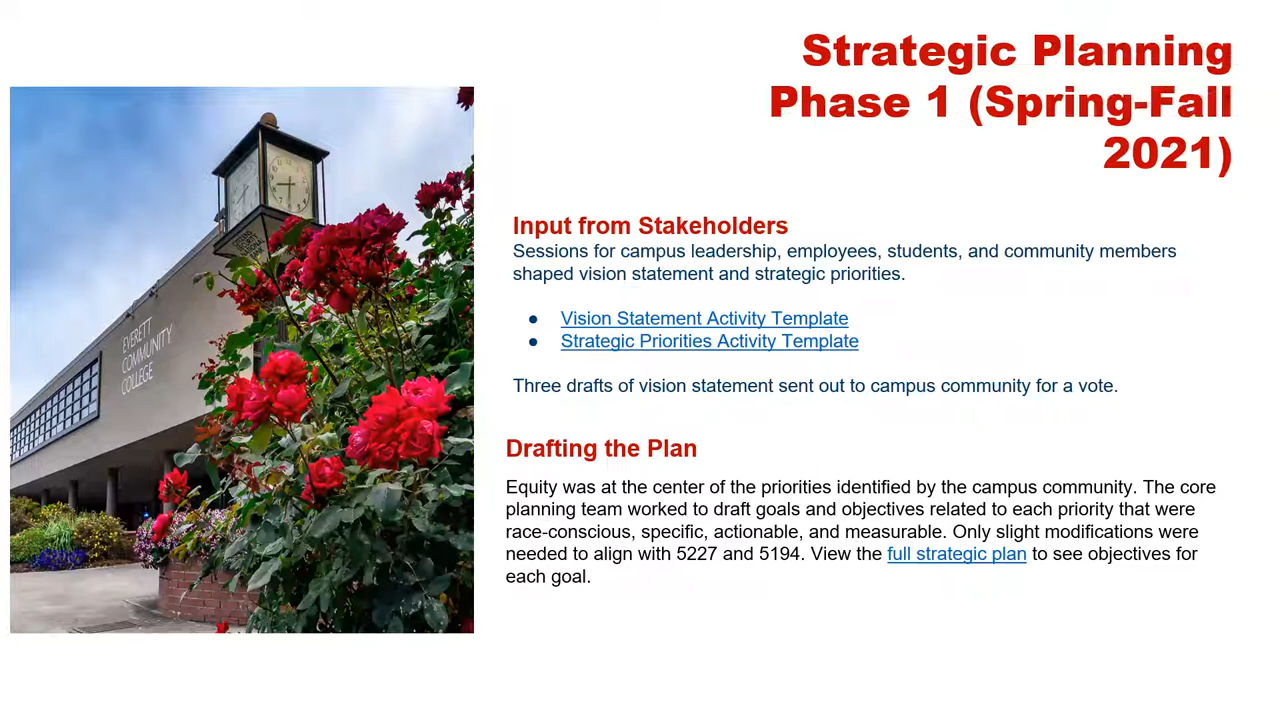 Strategic Planning
Phase 1 (Spring-Fall
2021)
EVERETT
COMMUNITY
COLLEGE
Input from Stakeholders
Sessions for campus leadership, employees, students, and community members
shaped vision statement and strategic priorities.
● Vision Statement Activity Template
● Strategic Priorities Activity Template
Three drafts of vision statement sent out to campus community for a vote.
Drafting the Plan
Equity was at the center of the priorities identified by the campus community. The core
planning team worked to draft goals and objectives related to each priority that were
race-conscious, specific, actionable, and measurable. Only slight modifications were
needed to align with 5227 and 5194. View the full strategic plan to see objectives for
each goal.